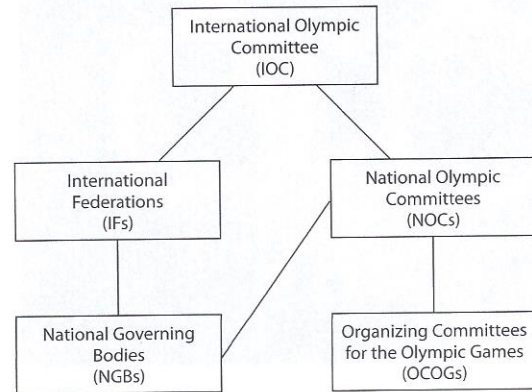 International Olympic
Committee
(IOC)
International
Federations
(IFs)
National Olympic
Committees
(NOCs)
National Governing
Bodies
(NGBs)
Organizing Committees
for the Olympic Games
(OCOGs)